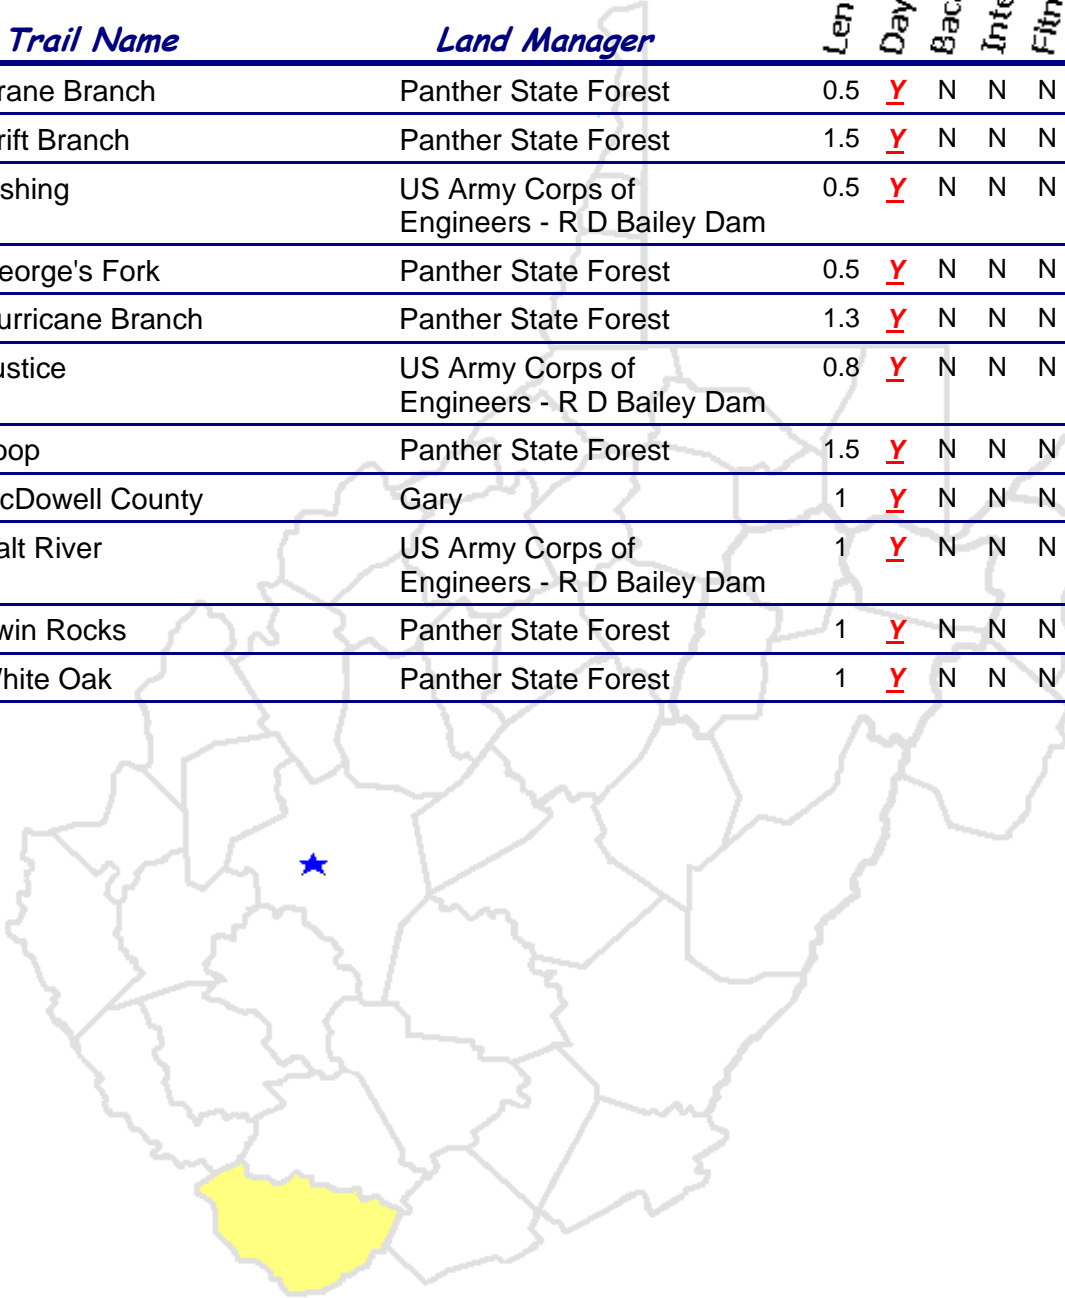 Trail Name Land Manager Len Day Bac Inte Fitn
rane Branch Panther State Forest 0.5 Y N N N
rift Branch Panther State Forest 1.5 Y N N N
shing US Army Corps of 0.5 Y N N N
Engineers - R D Bailey Dam
eorge's Fork Panther State Forest 0.5 Y N N N
urricane Branch Panther State Forest 1.3 Y N N N
ustice US Army Corps of 0.8 Y N N N
Engineers - R D Bailey Dam
oop Panther State Forest 1.5 Y N N N
cDowell County Gary 1 Y N N N
alt River US Army Corps of 1 Y N N N
Engineers - R D Bailey Dam
win Rocks Panther State Forest 1 Y N N N
hite Oak Panther State Forest 1 Y N N N